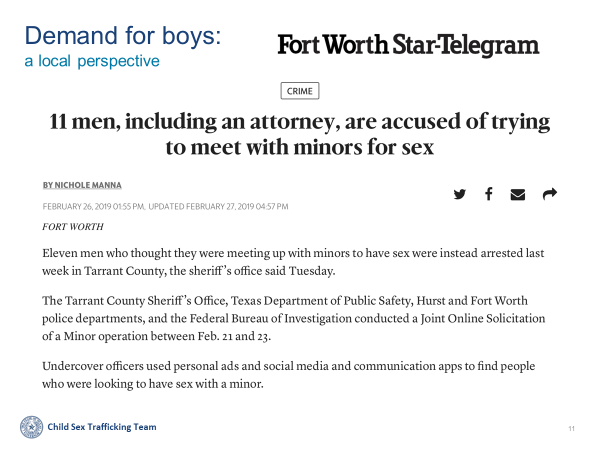 Demand for boys:
a local perspective
Fort Worth Star-Telegram
CRIME
11 men, including an attorney, are accused of trying
to meet with minors for sex
BY NICHOLE MANNA
FEBRUARY 26, 2019 01:55 PM, UPDATED FEBRUARY 27, 2019 04:57 PM
FORT WORTH
Eleven men who thought they were meeting up with minors to have sex were instead arrested last
week in Tarrant County, the sheriff's office said Tuesday.
The Tarrant County Sheriff's Office, Texas Department of Public Safety, Hurst and Fort Worth
police departments, and the Federal Bureau of Investigation conducted a Joint Online Solicitation
of a Minor operation between Feb. 21 and 23.
Undercover officers used personal ads and social media and communication apps to find people
who were looking to have sex with a minor.
Child Sex Trafficking Team
11